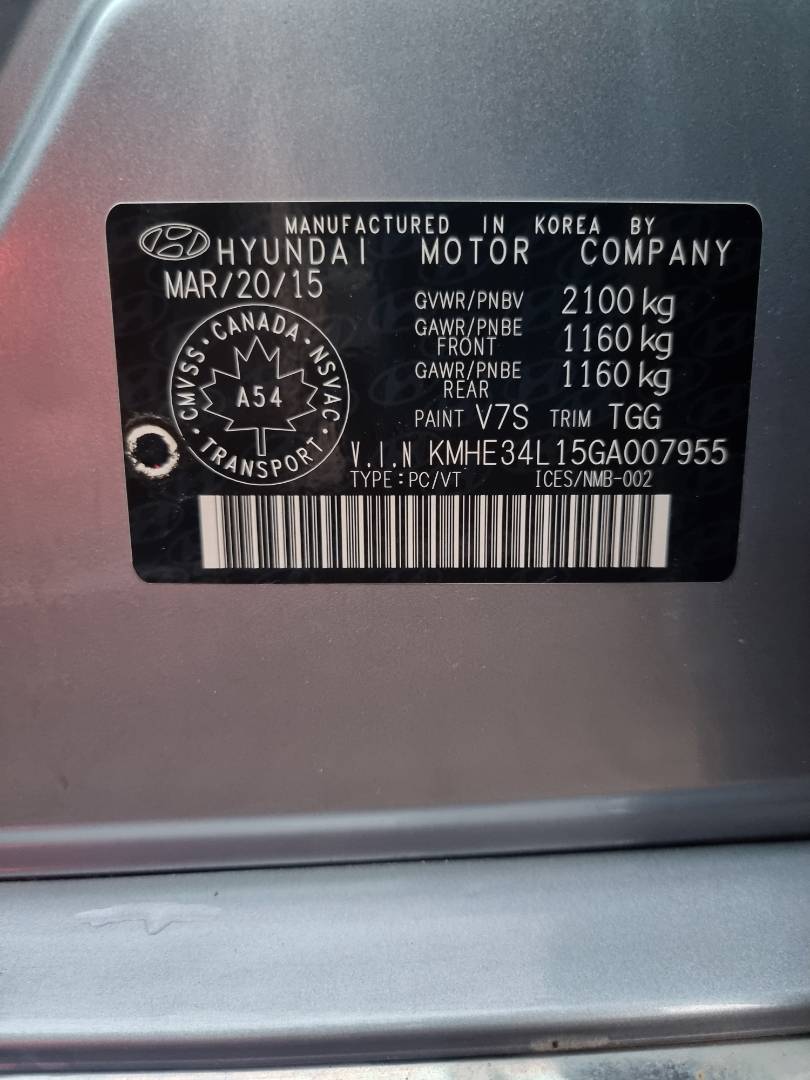 MANUFACTURED IN KOREA BY
HYUNDAI MOTOR COMPANY
MAR/20/15
GVWR/PNBV 2100 kg
GAWR/PNBE FRONT 1160 kg
GAWR/PNBE REAR 1160 kg
CMVSS · CANADA · NSVAC · TRANSPORT ·
A54
PAINT V7S TRIM TGG
V.I.N KMHE34L15GA007955
TYPE:PC/VT ICES/NMB-002